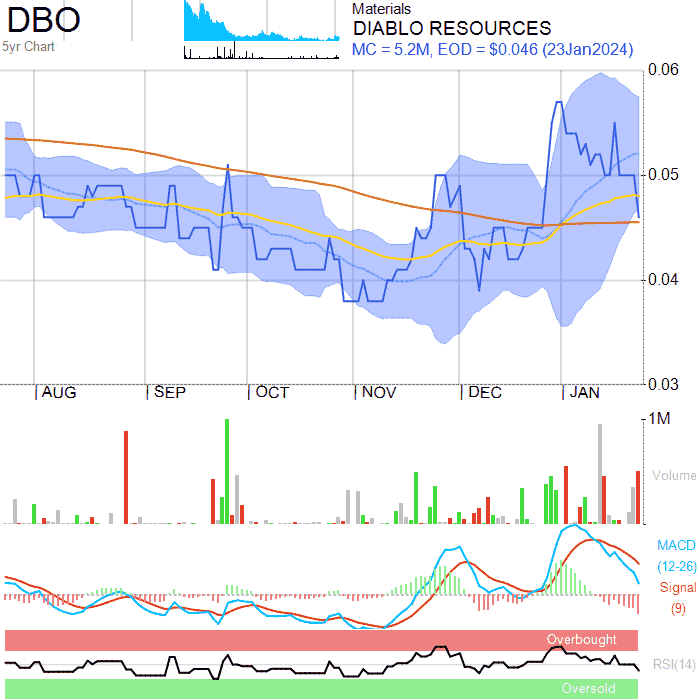 DBO
5yr Chart
Materials
DIABLO RESOURCES
MC = 5.2M, EOD = $0.046 (23Jan2024)
0.06
0.05
0.04
0.03
AUG SEP OCT NOV DEC JAN
1M
Volume
MACD
(12-26)
Signal
(9)
Overbought
RSI(14)
Oversold